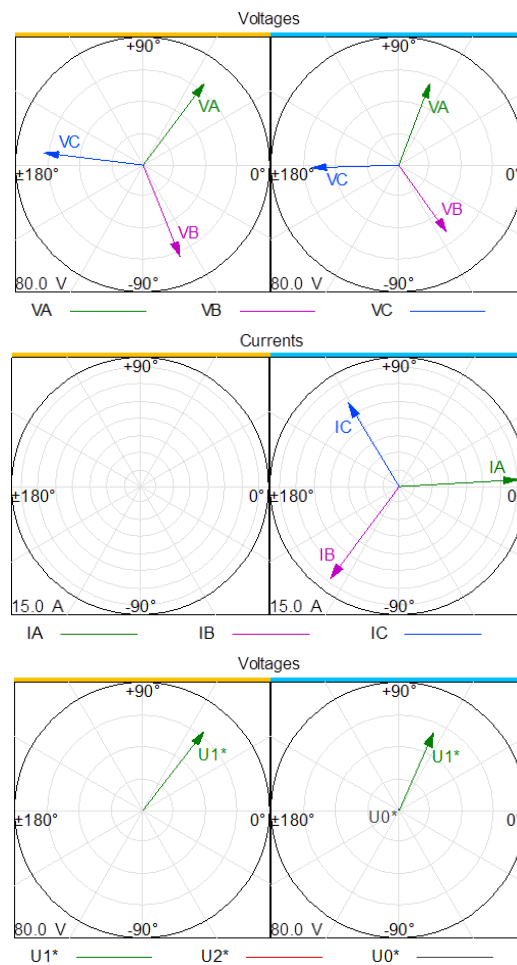 Voltages
+90° +90°
VA VA
VC VC
±180° 0° ±180° 0°
VB VB
80.0 V -90° 80.0 V -90°
VA VB VC
Currents
+90° +90°
IC
IA
±180° 0° ±180° 0
IB
15.0 A -90° 15.0 A -90°
IA IB IC
Voltages
+90° +90°
U1* U1*
±180° 0° ±180° U0* 0°
80.0 V -90° 80.0 V -90°
U1* U2* U0*